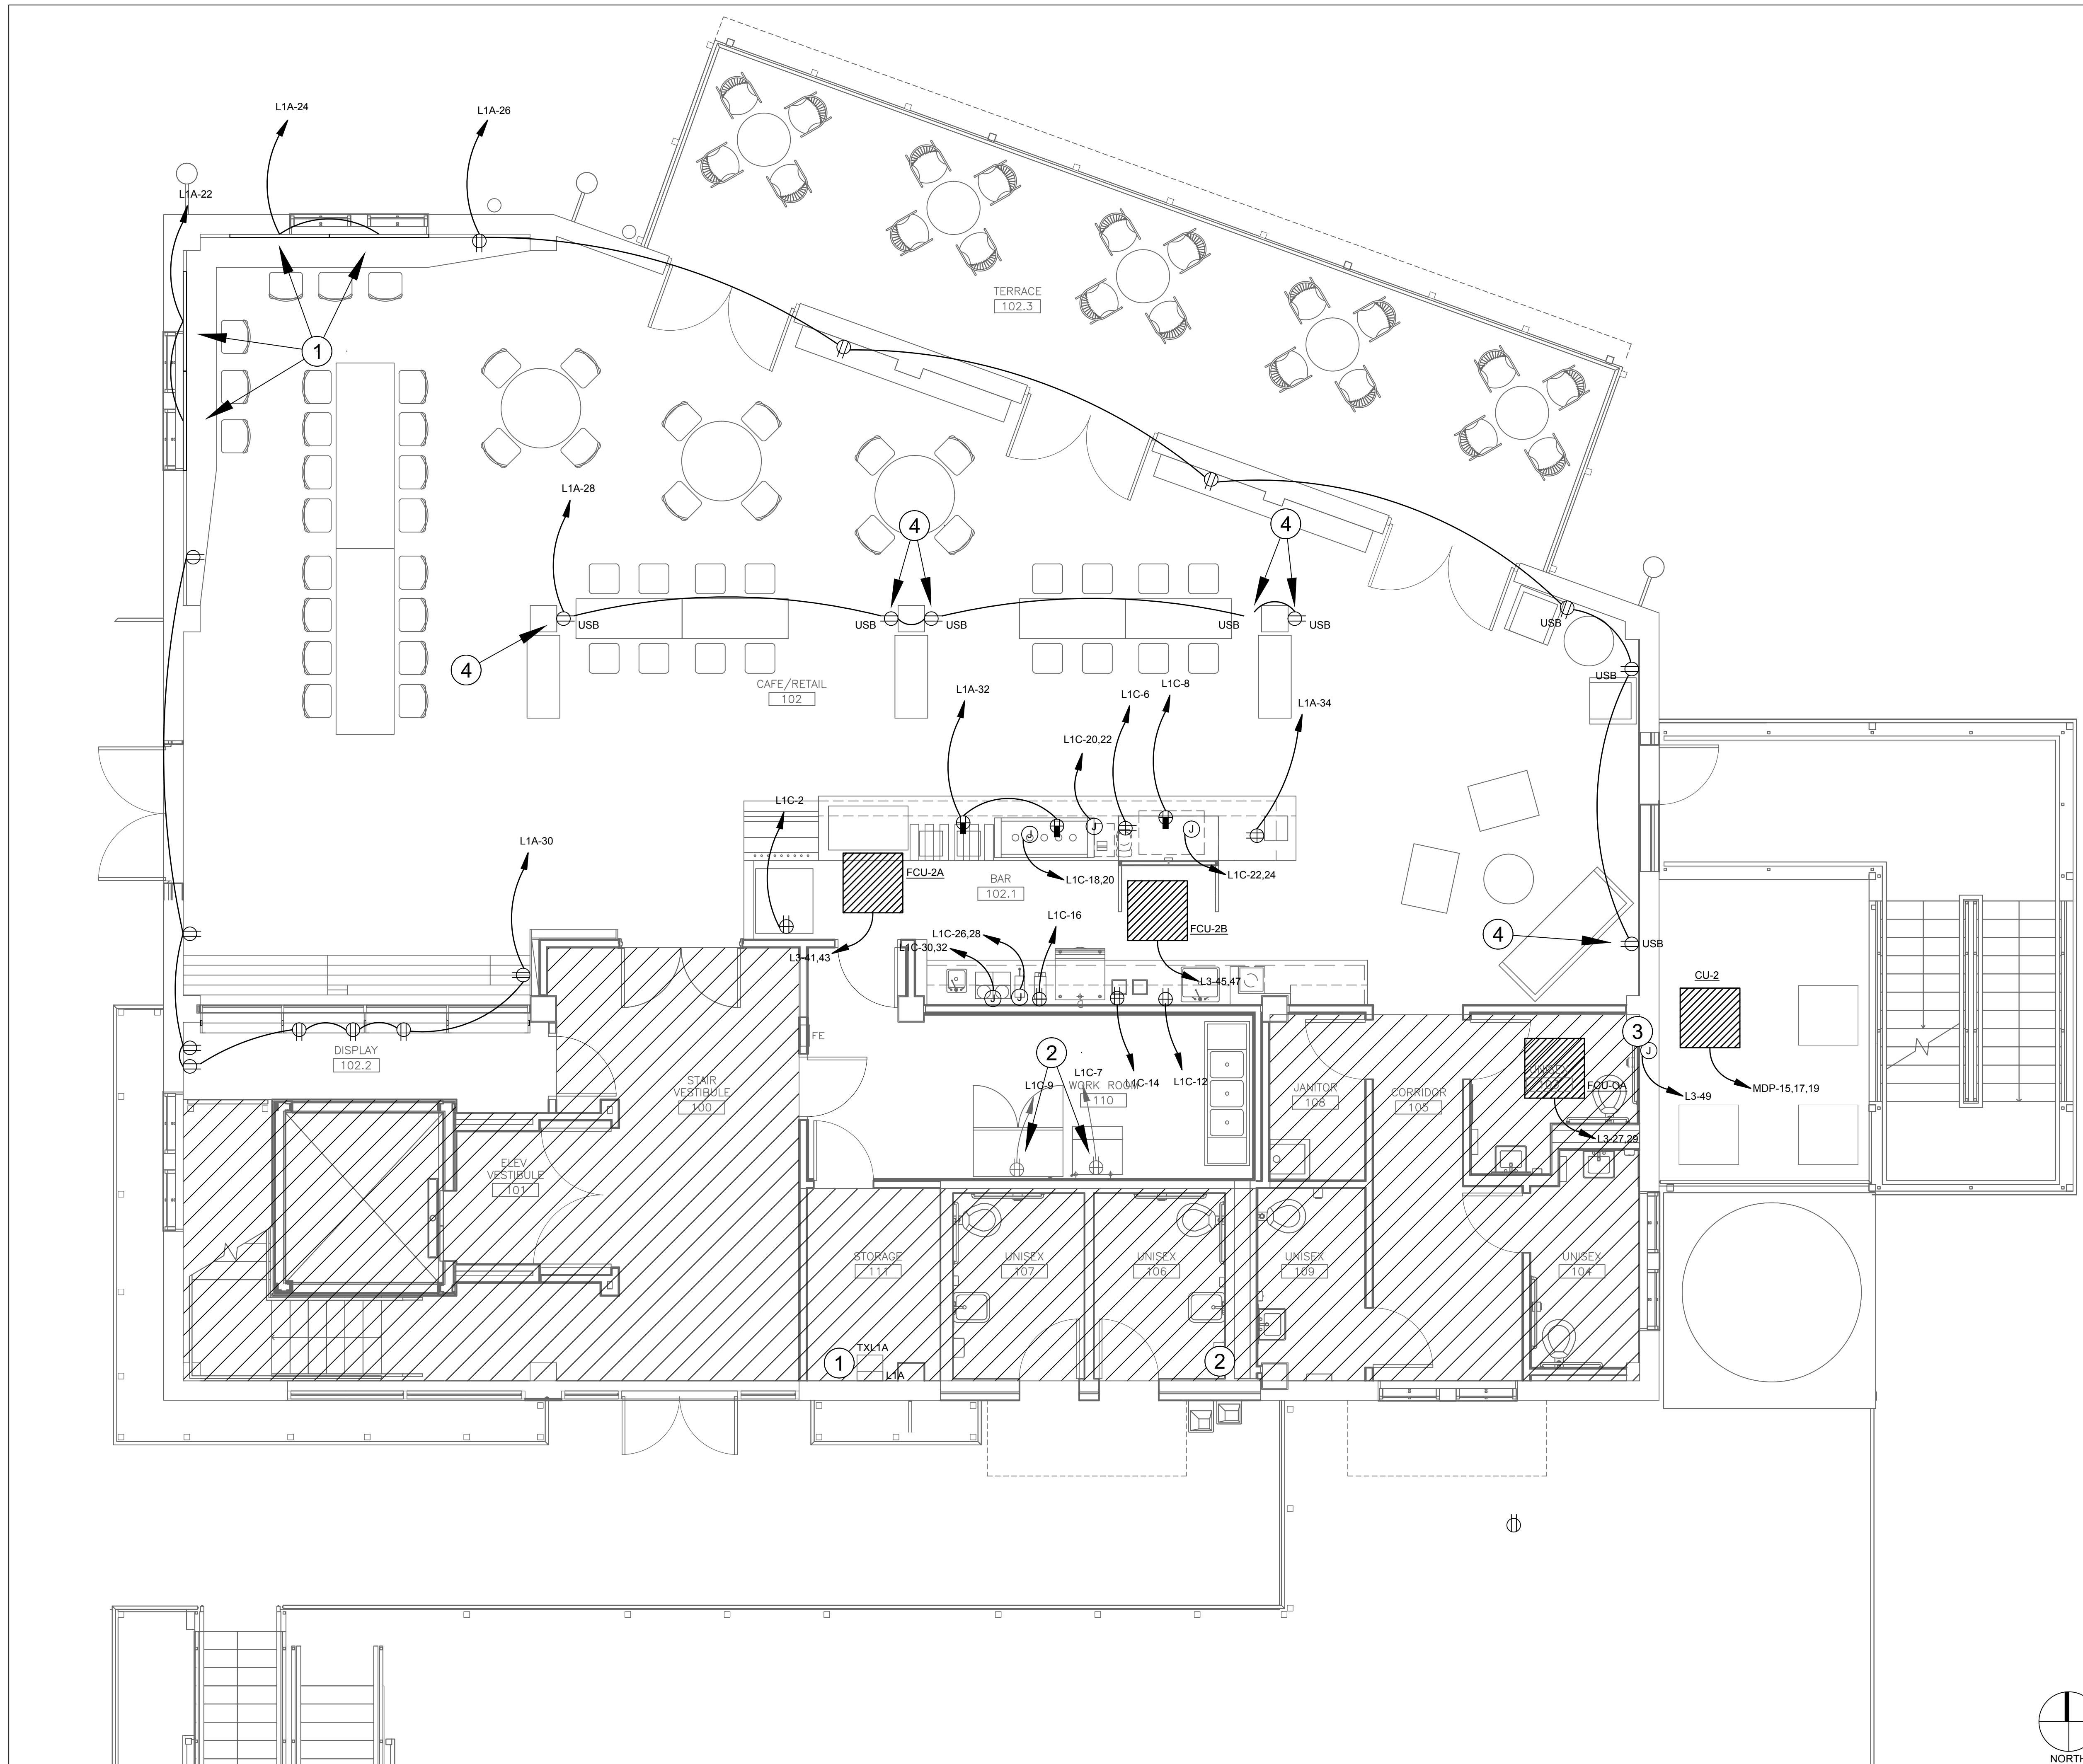 L1A-24
L1A-26
L1A-22
TERRACE
102.3
1
L1A-28
4
4
USB
USB
USB
USB
USB
USB
USB
4
CAFE/RETAIL
102
L1A-32
L1C-6
L1C-8
L1A-34
L1C-20,22
L1C-2
J
J
J
L1A-30
FCU-2A
BAR
102.1
L1C-18,20
L1C-22,24
L1C-16
L1C-26,28
L1C-30,32
FCU-2B
4
USB
L3-41,43
L3-45,47
CU-2
J
J
FE
DISPLAY
102.2
3
J
2
STAIR
VESTIBULE
100
L1C-9
L1C-7
WORK ROOM
110
L1C-14
L1C-12
JANITOR
108
CORRIDOR
105
UNISEX
FCU-OA
L3-49
MDP-15,17,19
L3-27,29
ELEV
VESTIBULE
101
STORAGE
111
UNISEX
107
UNISEX
106
UNISEX
109
UNISEX
104
1
TXL1A
L1A
2
NORTH